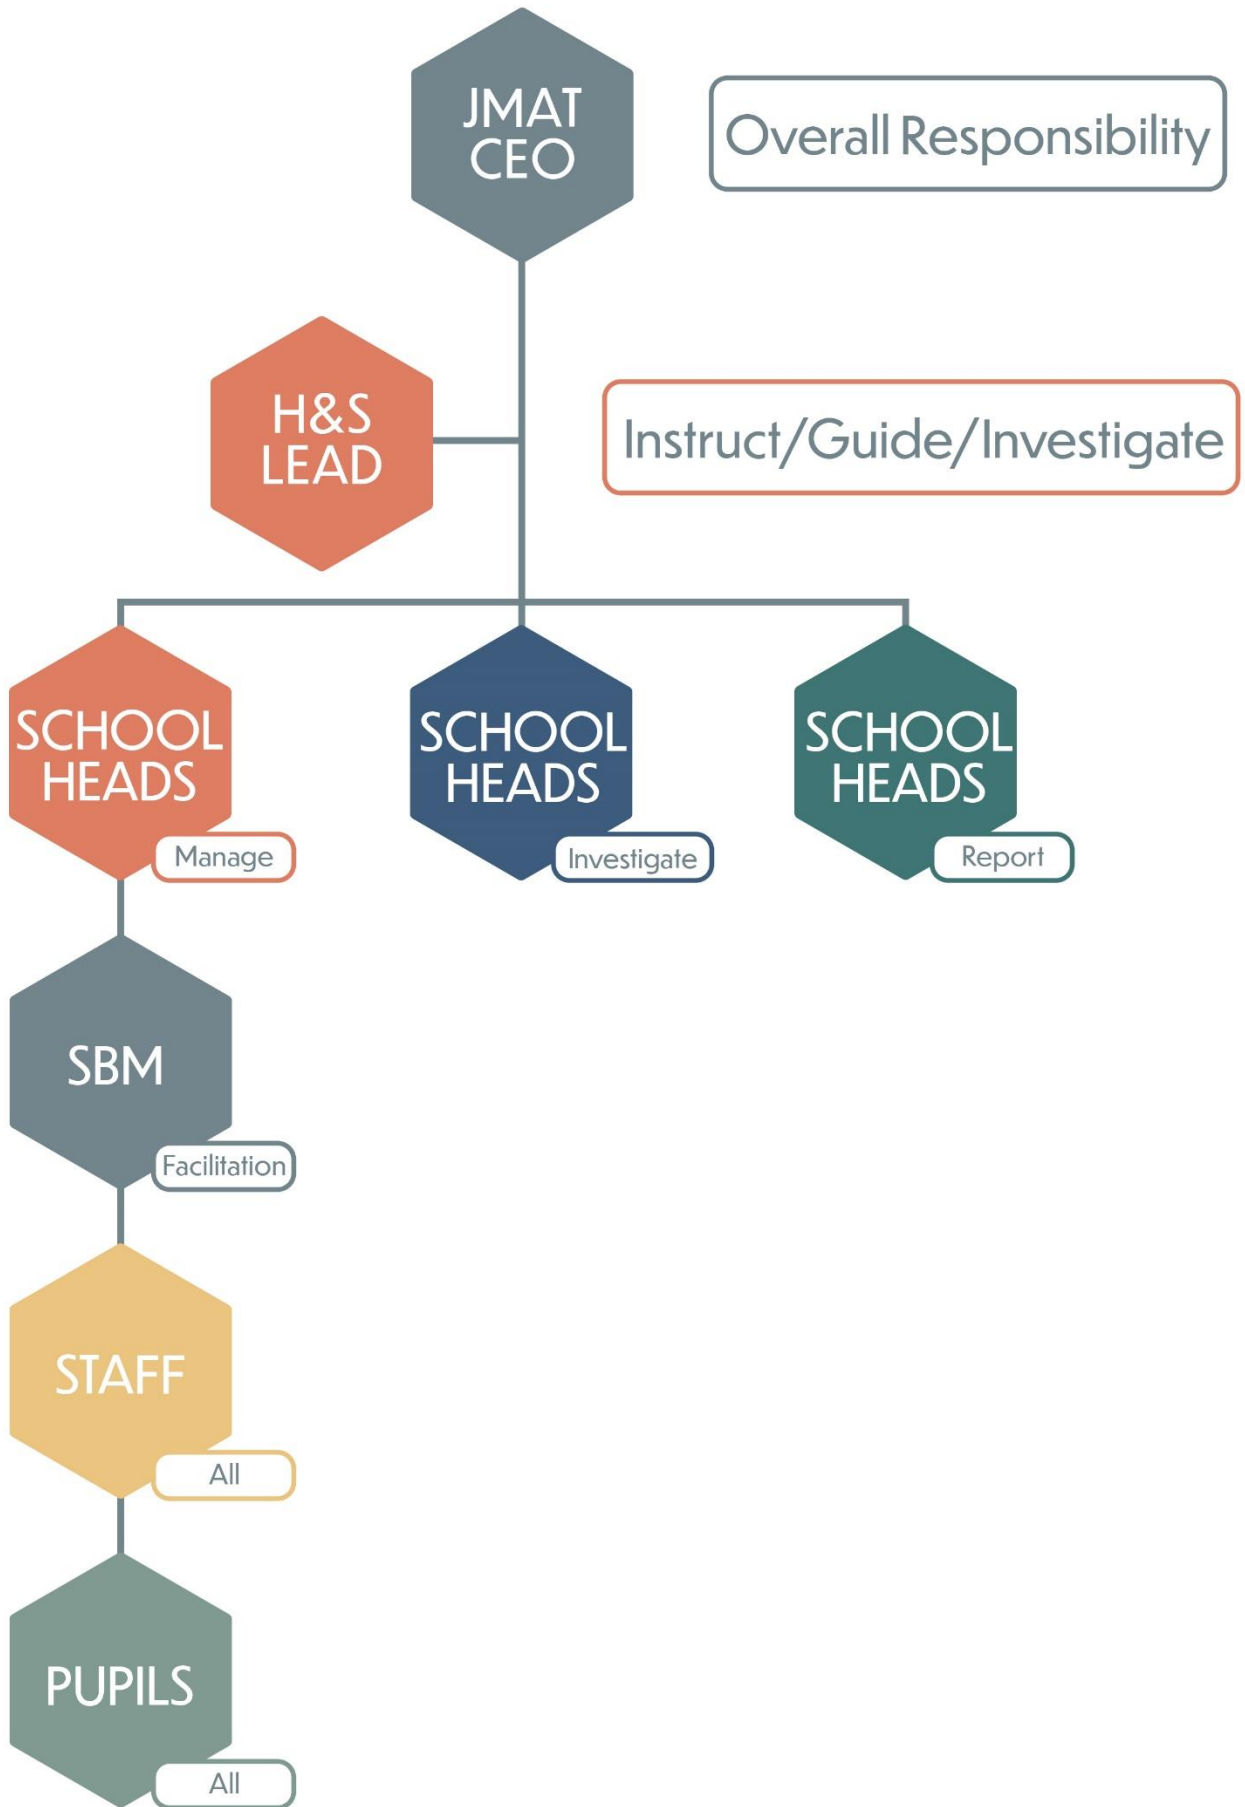 JMAT
CEO
Overall Responsibility
H&S
LEAD
Instruct/Guide/Investigate
SCHOOL
HEADS
Manage
SCHOOL
HEADS
Investigate
SCHOOL
HEADS
Report
SBM
Facilitation
STAFF
All
PUPILS
All